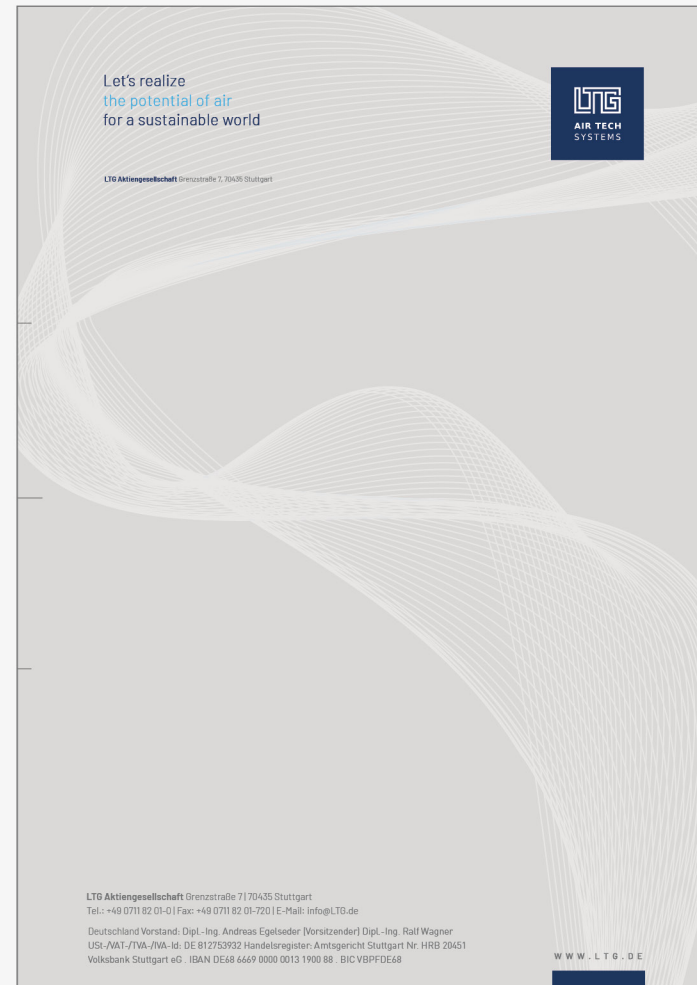 Let's realize
the potential of air
for a sustainable world
LTG
AIR TECH
SYSTEMS
LTG Aktiengesellschaft Grenzstraße 7, 70435 Stuttgart
LTG Aktiengesellschaft Grenzstraße 7 | 70435 Stuttgart
Tel.: +49 0711 82 01-0 | Fax: +49 0711 82 01-720 | E-Mail: info@LTG.de
Deutschland Vorstand: Dipl.-Ing. Andreas Egelseder (Vorsitzender) Dipl.-Ing. Ralf Wagner
USt-/VAT-/TVA-/IVA-Id: DE 812753932 Handelsregister: Amtsgericht Stuttgart Nr. HRB 20451
Volksbank Stuttgart eG . IBAN DE68 6669 0000 0013 1900 88 . BIC VBPFDE68
WWW.LTG.DE